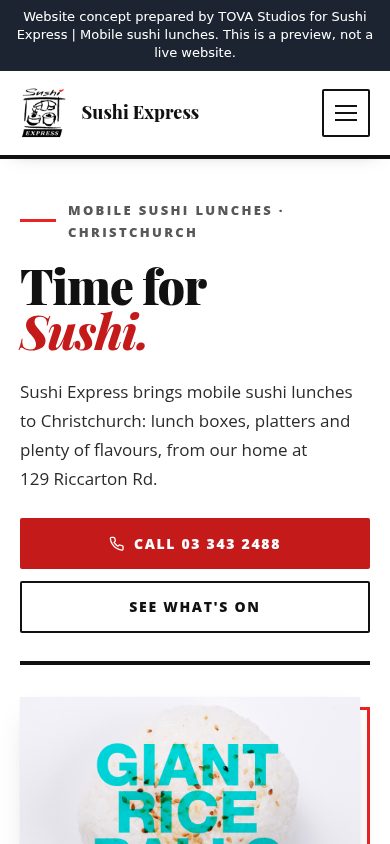 Website concept prepared by TOVA Studios for Sushi
Express | Mobile sushi lunches. This is a preview, not a
live website.
Sushi
EXPRESS
Sushi Express
MOBILE SUSHI LUNCHES ·
CHRISTCHURCH
Time for
Sushi.
Sushi Express brings mobile sushi lunches
to Christchurch: lunch boxes, platters and
plenty of flavours, from our home at
129 Riccarton Rd.
CALL 03 343 2488
SEE WHAT'S ON
GIANT
RICE